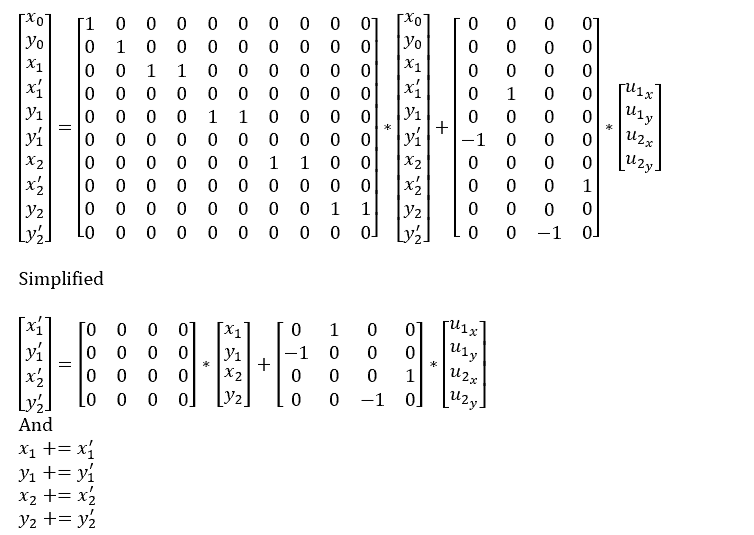 [x₀] [1 0 0 0 0 0 0 0 0 0] [x₀] [0 0 0 0]
[y₀] [0 1 0 0 0 0 0 0 0 0] [y₀] [0 0 0 0]
[x₁] [0 0 1 1 0 0 0 0 0 0] [x₁] [0 0 0 0]
[x₁′] [0 0 0 0 0 0 0 0 0 0] [x₁′] [0 1 0 0] [u₁ₓ]
[y₁] = [0 0 0 0 1 1 0 0 0 0] * [y₁] + [0 0 0 0] * [u₁ᵧ]
[y₁′] [0 0 0 0 0 0 0 0 0 0] [y₁′] [−1 0 0 0] [u₂ₓ]
[x₂] [0 0 0 0 0 0 1 1 0 0] [x₂] [0 0 0 0] [u₂ᵧ]
[x₂′] [0 0 0 0 0 0 0 0 0 0] [x₂′] [0 0 0 1]
[y₂] [0 0 0 0 0 0 0 0 1 1] [y₂] [0 0 0 0]
[y₂′] [0 0 0 0 0 0 0 0 0 0] [y₂′] [0 0 −1 0]
Simplified
[x₁′] [0 0 0 0] [x₁] [0 1 0 0] [u₁ₓ]
[y₁′] = [0 0 0 0] * [y₁] + [−1 0 0 0] * [u₁ᵧ]
[x₂′] [0 0 0 0] [x₂] [0 0 0 1] [u₂ₓ]
[y₂′] [0 0 0 0] [y₂] [0 0 −1 0] [u₂ᵧ]
And
x₁ += x₁′
y₁ += y₁′
x₂ += x₂′
y₂ += y₂′